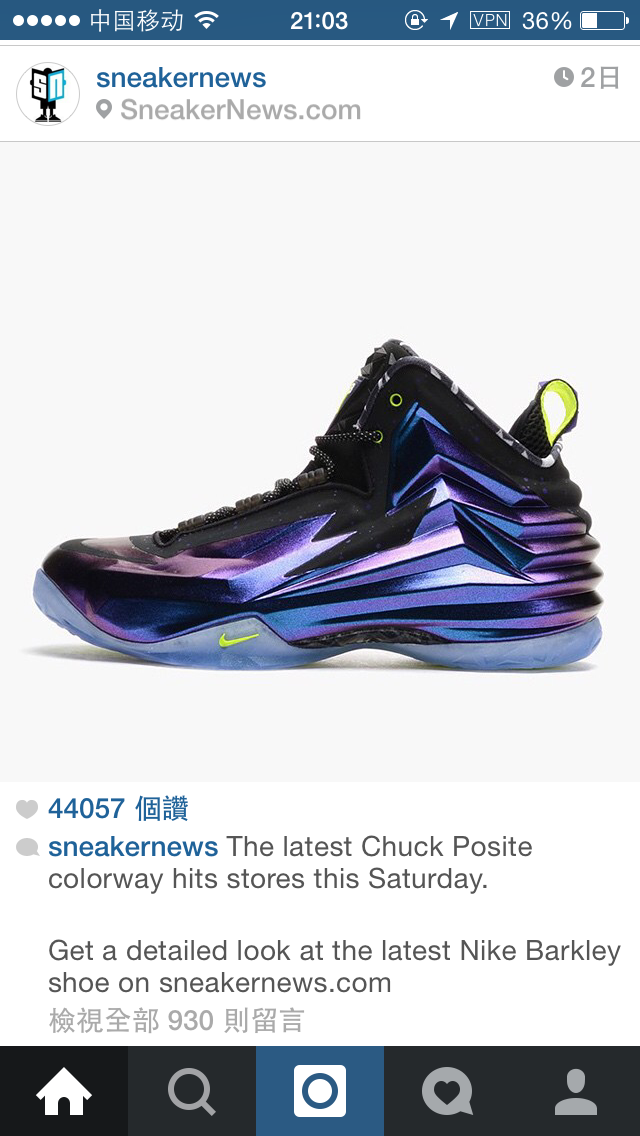 中国移动 21:03 VPN 36%
sn
sneakernews 2日
SneakerNews.com
44057 個讚
sneakernews The latest Chuck Posite
colorway hits stores this Saturday.
Get a detailed look at the latest Nike Barkley
shoe on sneakernews.com
檢視全部 930 則留言